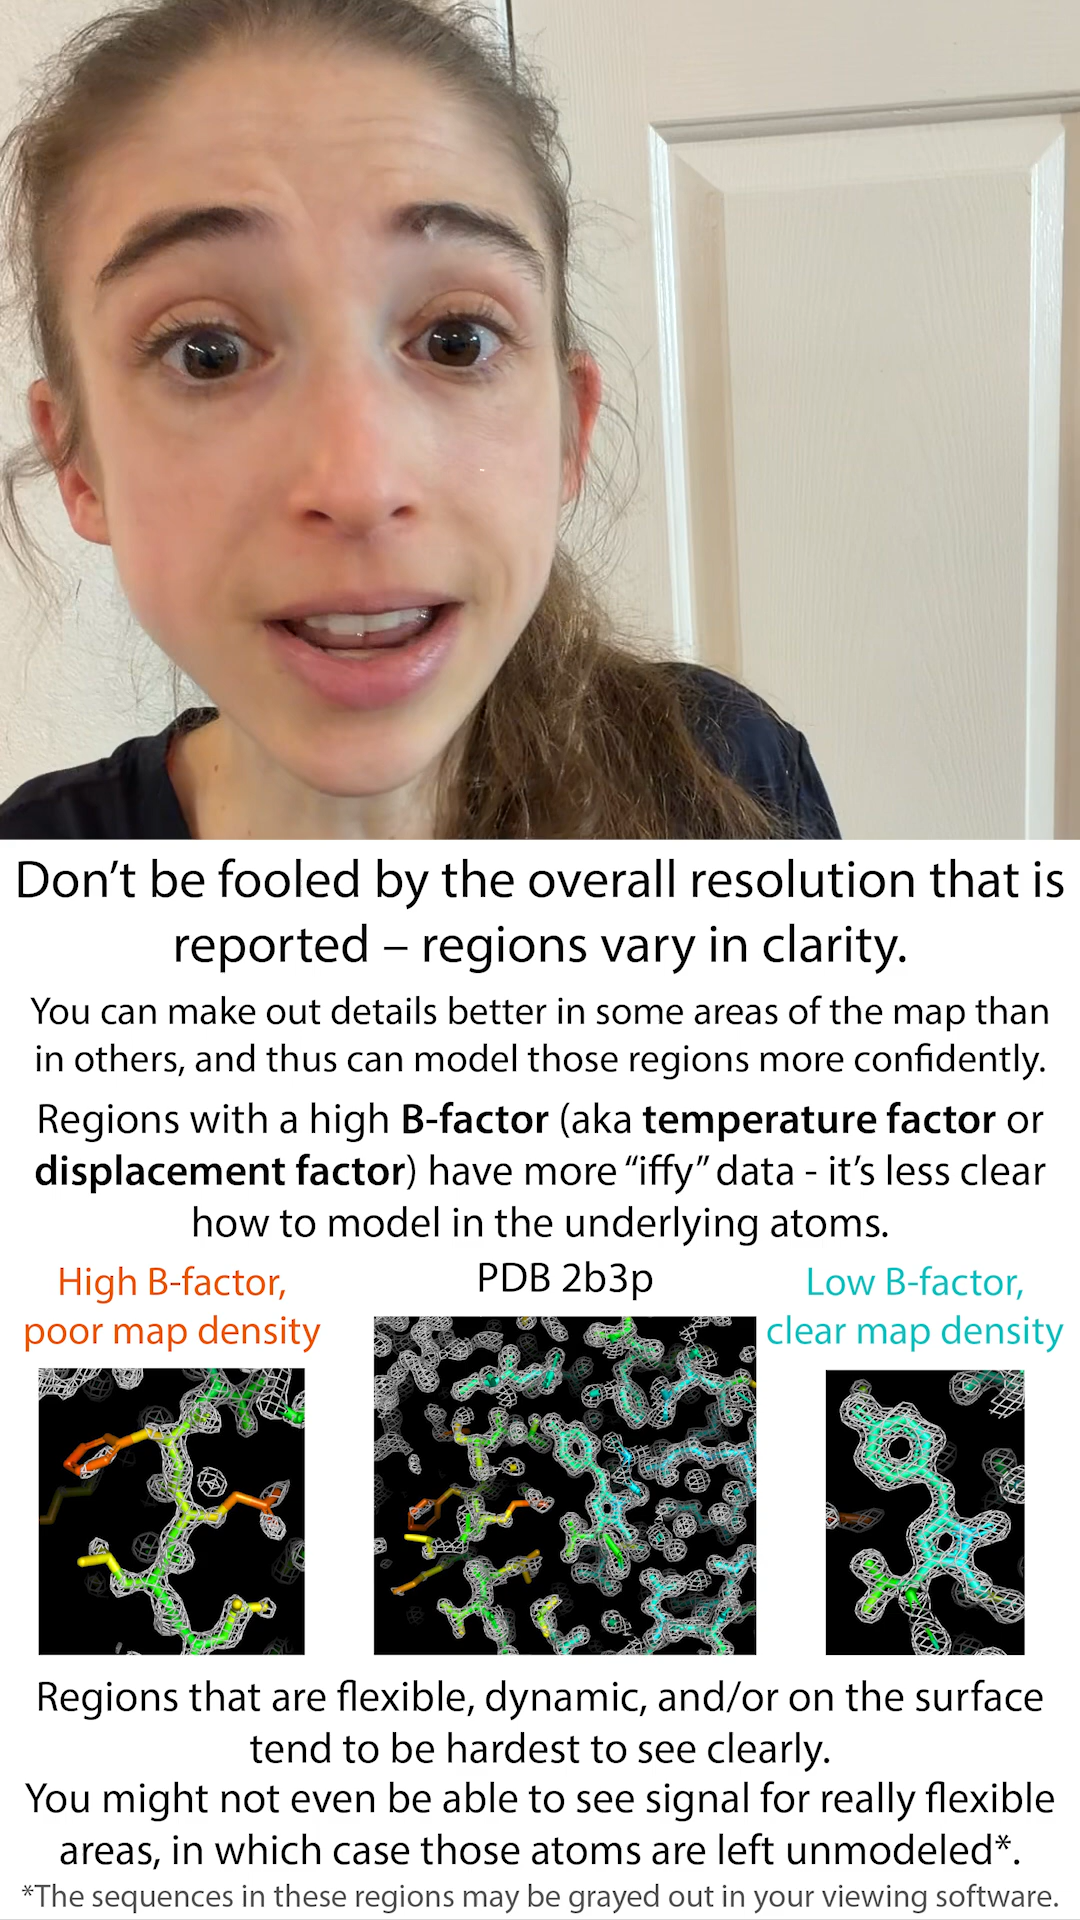 Don’t be fooled by the overall resolution that is
reported – regions vary in clarity.
You can make out details better in some areas of the map than
in others, and thus can model those regions more confidently.
Regions with a high B-factor (aka temperature factor or
displacement factor) have more “iffy” data - it’s less clear
how to model in the underlying atoms.
High B-factor,
poor map density
PDB 2b3p
Low B-factor,
clear map density
Regions that are flexible, dynamic, and/or on the surface
tend to be hardest to see clearly.
You might not even be able to see signal for really flexible
areas, in which case those atoms are left unmodeled*.
*The sequences in these regions may be grayed out in your viewing software.